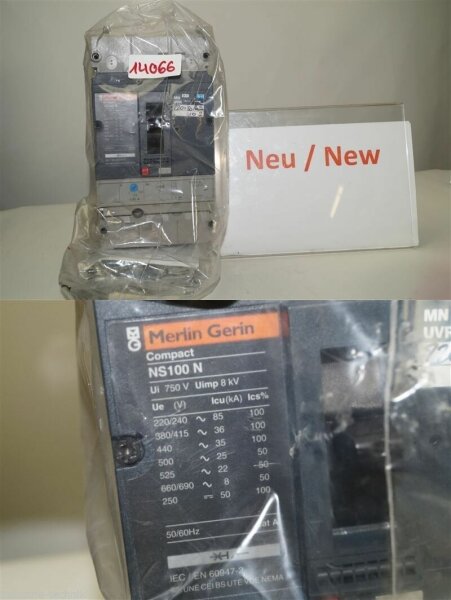 14066
Neu / New
MG
Merlin Gerin
Compact
NS100 N
Ui 750 V Uimp 8 kV
Ue (V) Icu(kA) Ics%
220/240 ~ 85 100
380/415 ~ 36 100
440 ~ 35 100
500 ~ 25 50
525 ~ 22 50
660/690 ~ 8 50
250 ⎓ 50 100
50/60Hz cat A
IEC / EN 60947-2
UNE CEI BS UTE VDE NEMA
MN
UVR